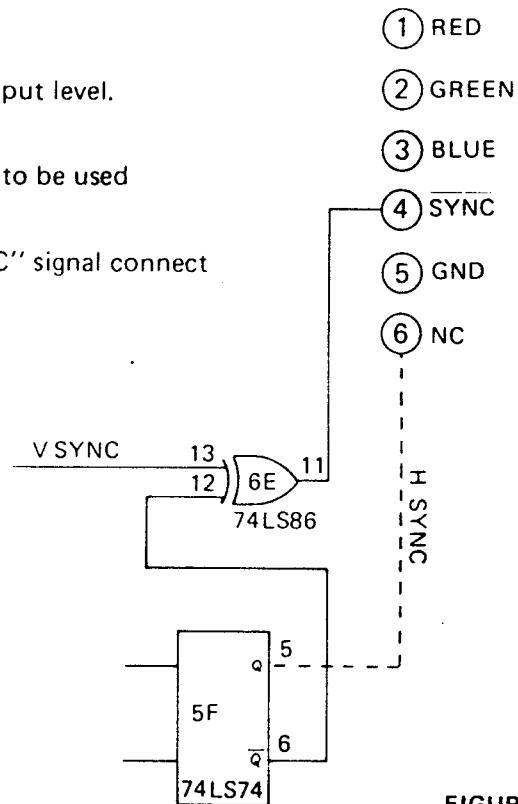 1 RED
put level.
2 GREEN
3 BLUE
to be used
4 SYNC
C" signal connect
5 GND
6 NC
V SYNC
13
12
6E
11
74LS86
H SYNC
Q
5
5F
Q
6
74LS74
FIGUR